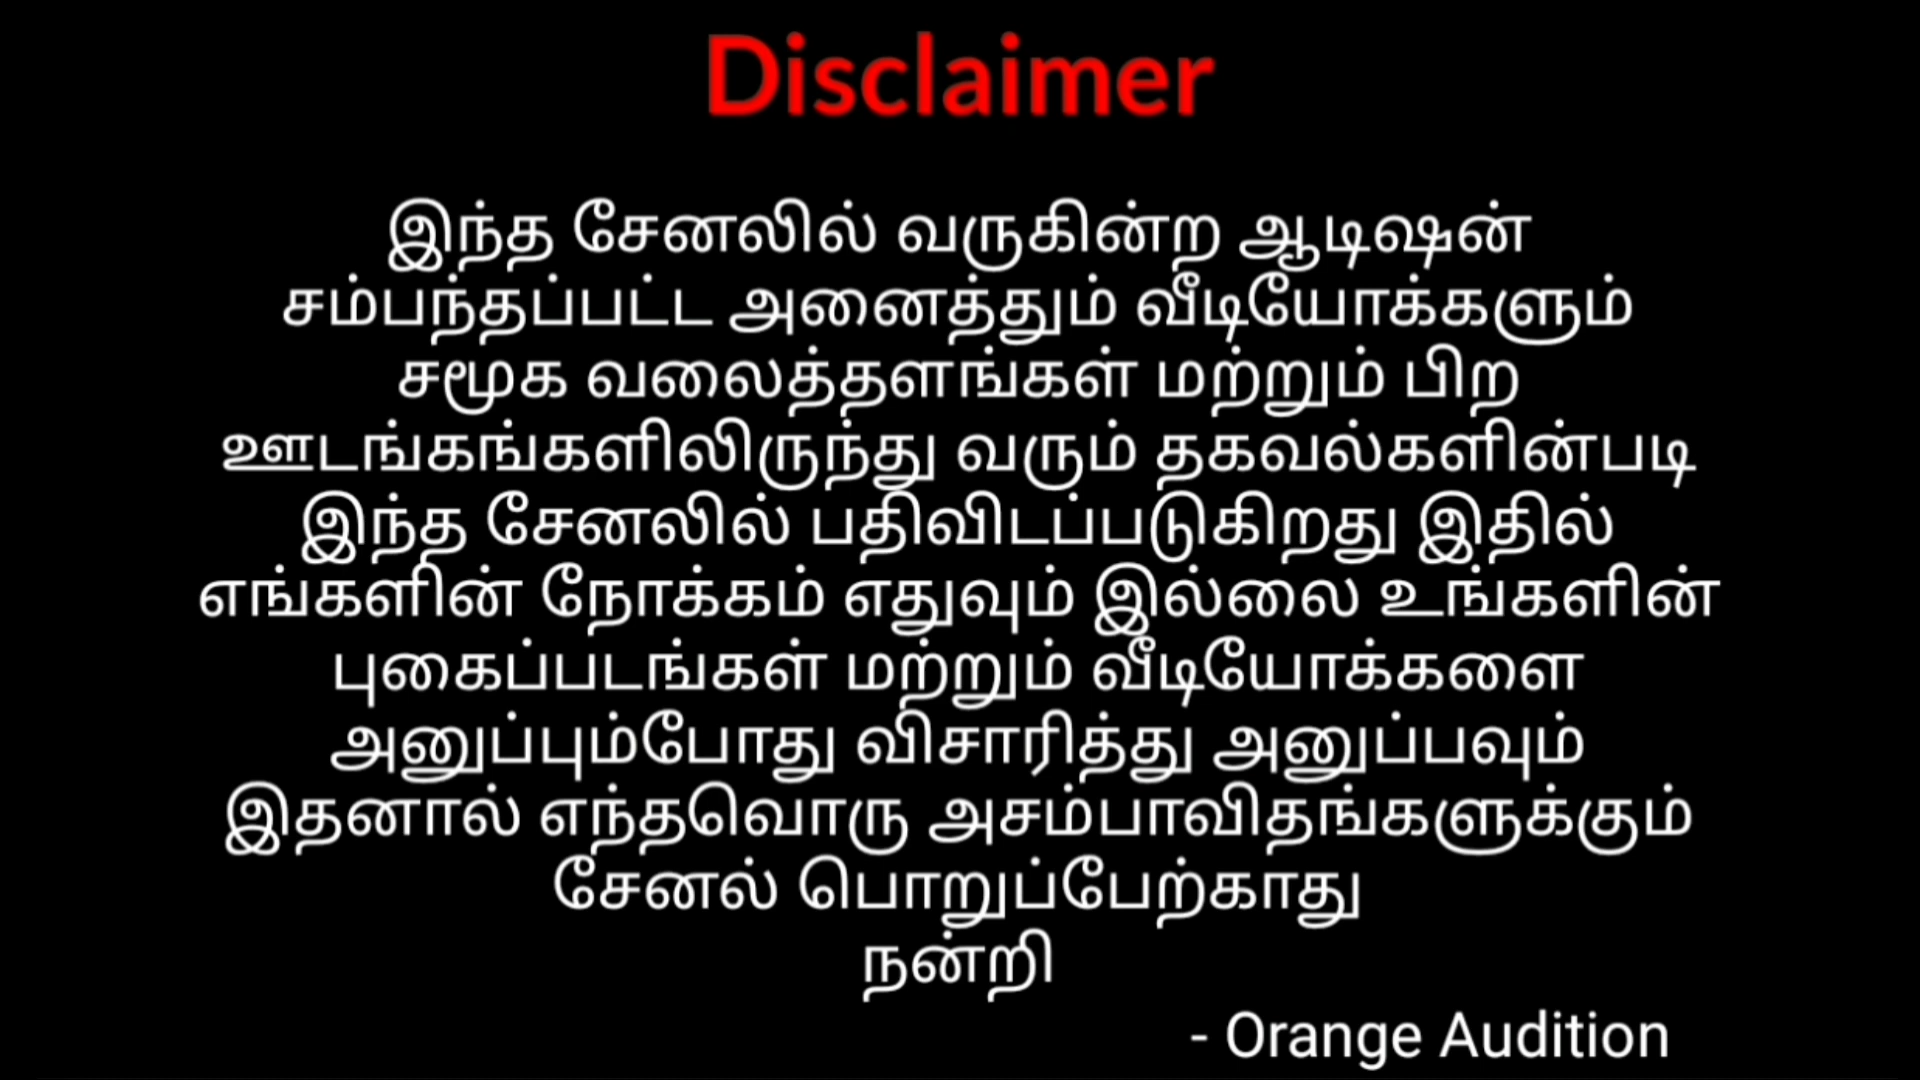 Disclaimer
இந்த சேனலில் வருகின்ற ஆடிஷன்
சம்பந்தப்பட்ட அனைத்தும் வீடியோக்களும்
சமூக வலைத்தளங்கள் மற்றும் பிற
ஊடங்கங்களிலிருந்து வரும் தகவல்களின்படி
இந்த சேனலில் பதிவிடப்படுகிறது இதில்
எங்களின் நோக்கம் எதுவும் இல்லை உங்களின்
புகைப்படங்கள் மற்றும் வீடியோக்களை
அனுப்பும்போது விசாரித்து அனுப்பவும்
இதனால் எந்தவொரு அசம்பாவிதங்களுக்கும்
சேனல் பொறுப்பேற்காது
நன்றி
- Orange Audition